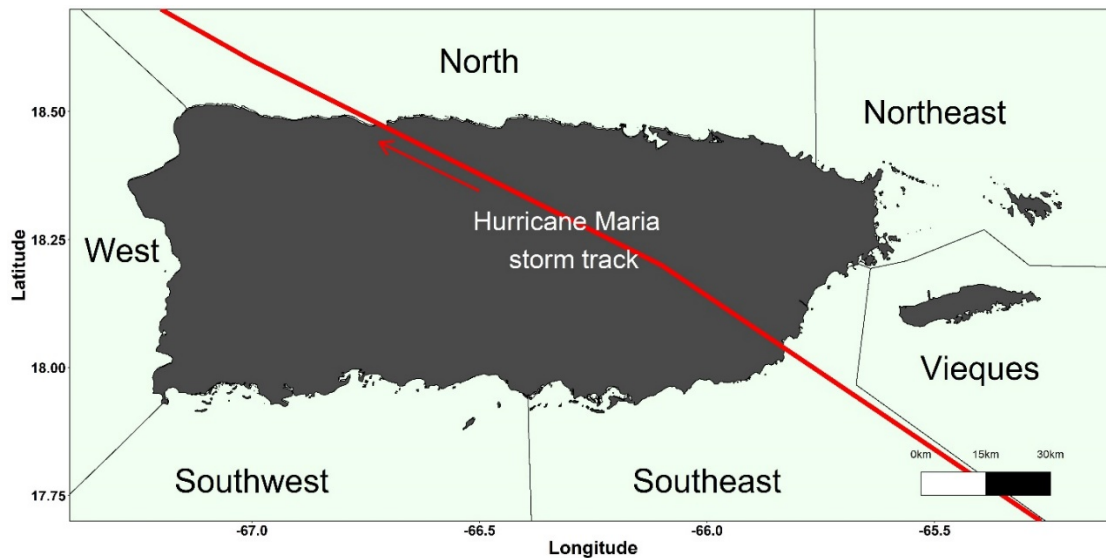 North
Northeast
18.50
Hurricane Maria
storm track
18.25
West
Latitude
18.00
Vieques
0km 15km 30km
Southwest
Southeast
17.75
-67.0 -66.5 -66.0 -65.5
Longitude